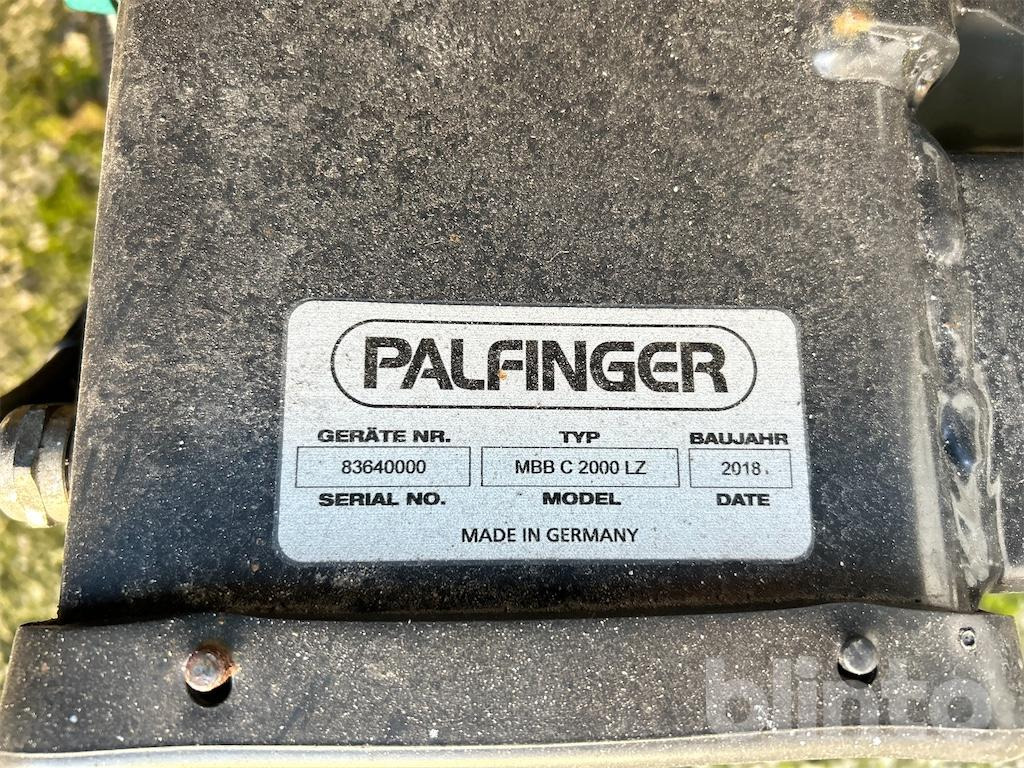 PALFINGER
GERÄTE NR. TYP BAUJAHR
83640000 MBB C 2000 LZ 2018
SERIAL NO. MODEL DATE
MADE IN GERMANY
blinto